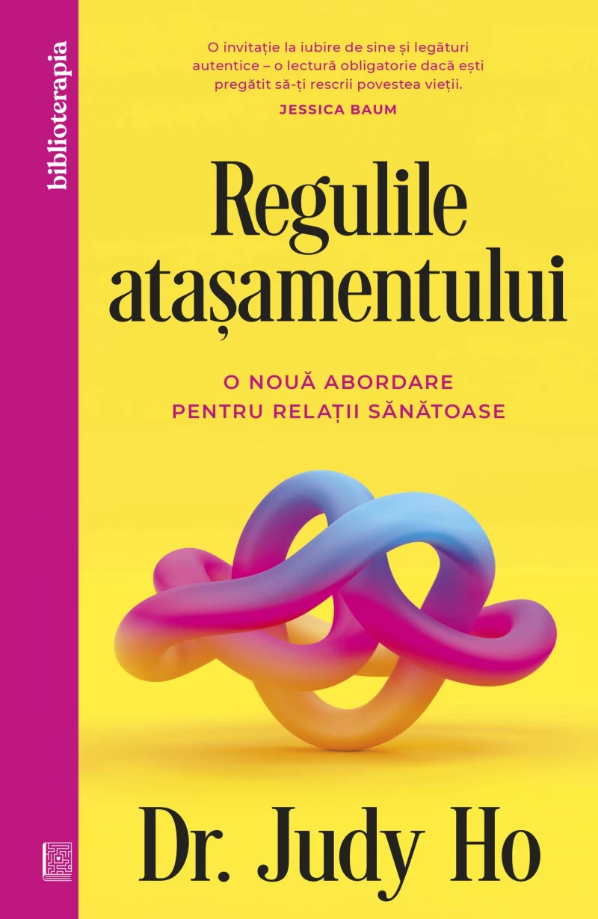 biblioterapia
O invitație la iubire de sine și legături
autentice – o lectură obligatorie dacă ești
pregătit să-ți rescrii povestea vieții.
JESSICA BAUM
Regulile
atașamentului
O NOUĂ ABORDARE
PENTRU RELAȚII SĂNĂTOASE
Dr. Judy Ho